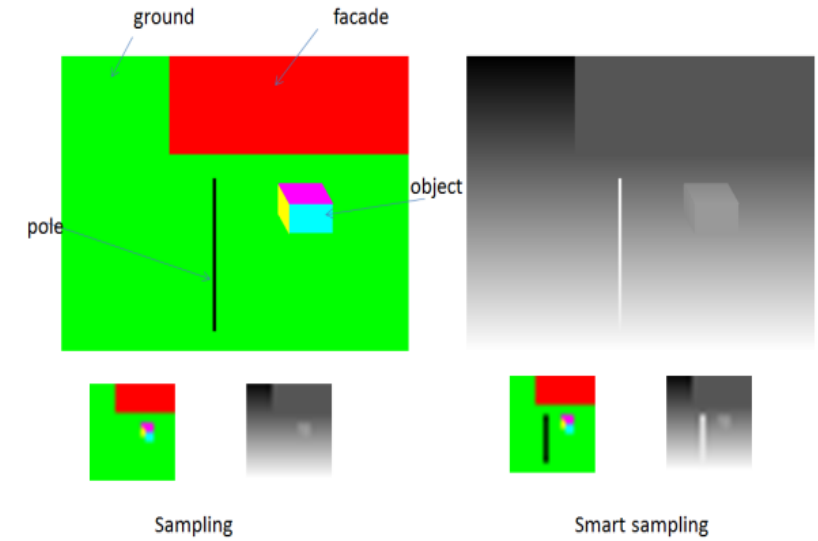 ground
facade
object
pole
Sampling
Smart sampling